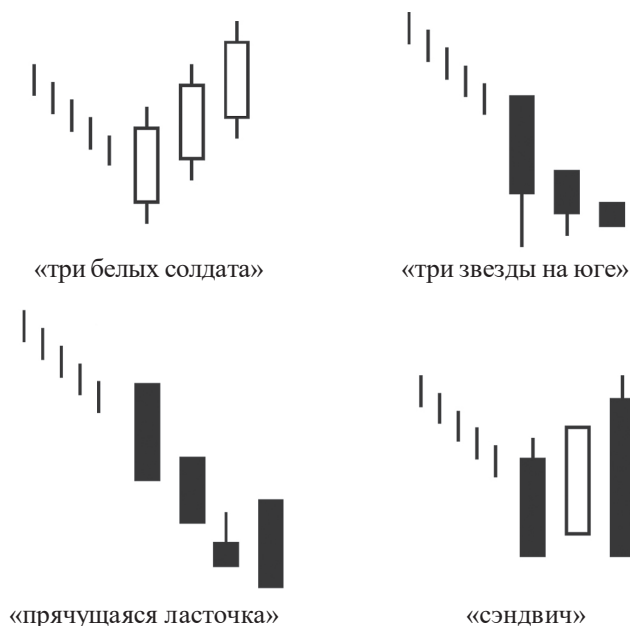 «три белых солдата»
«три звезды на юге»
«прячущаяся ласточка»
«сэндвич»